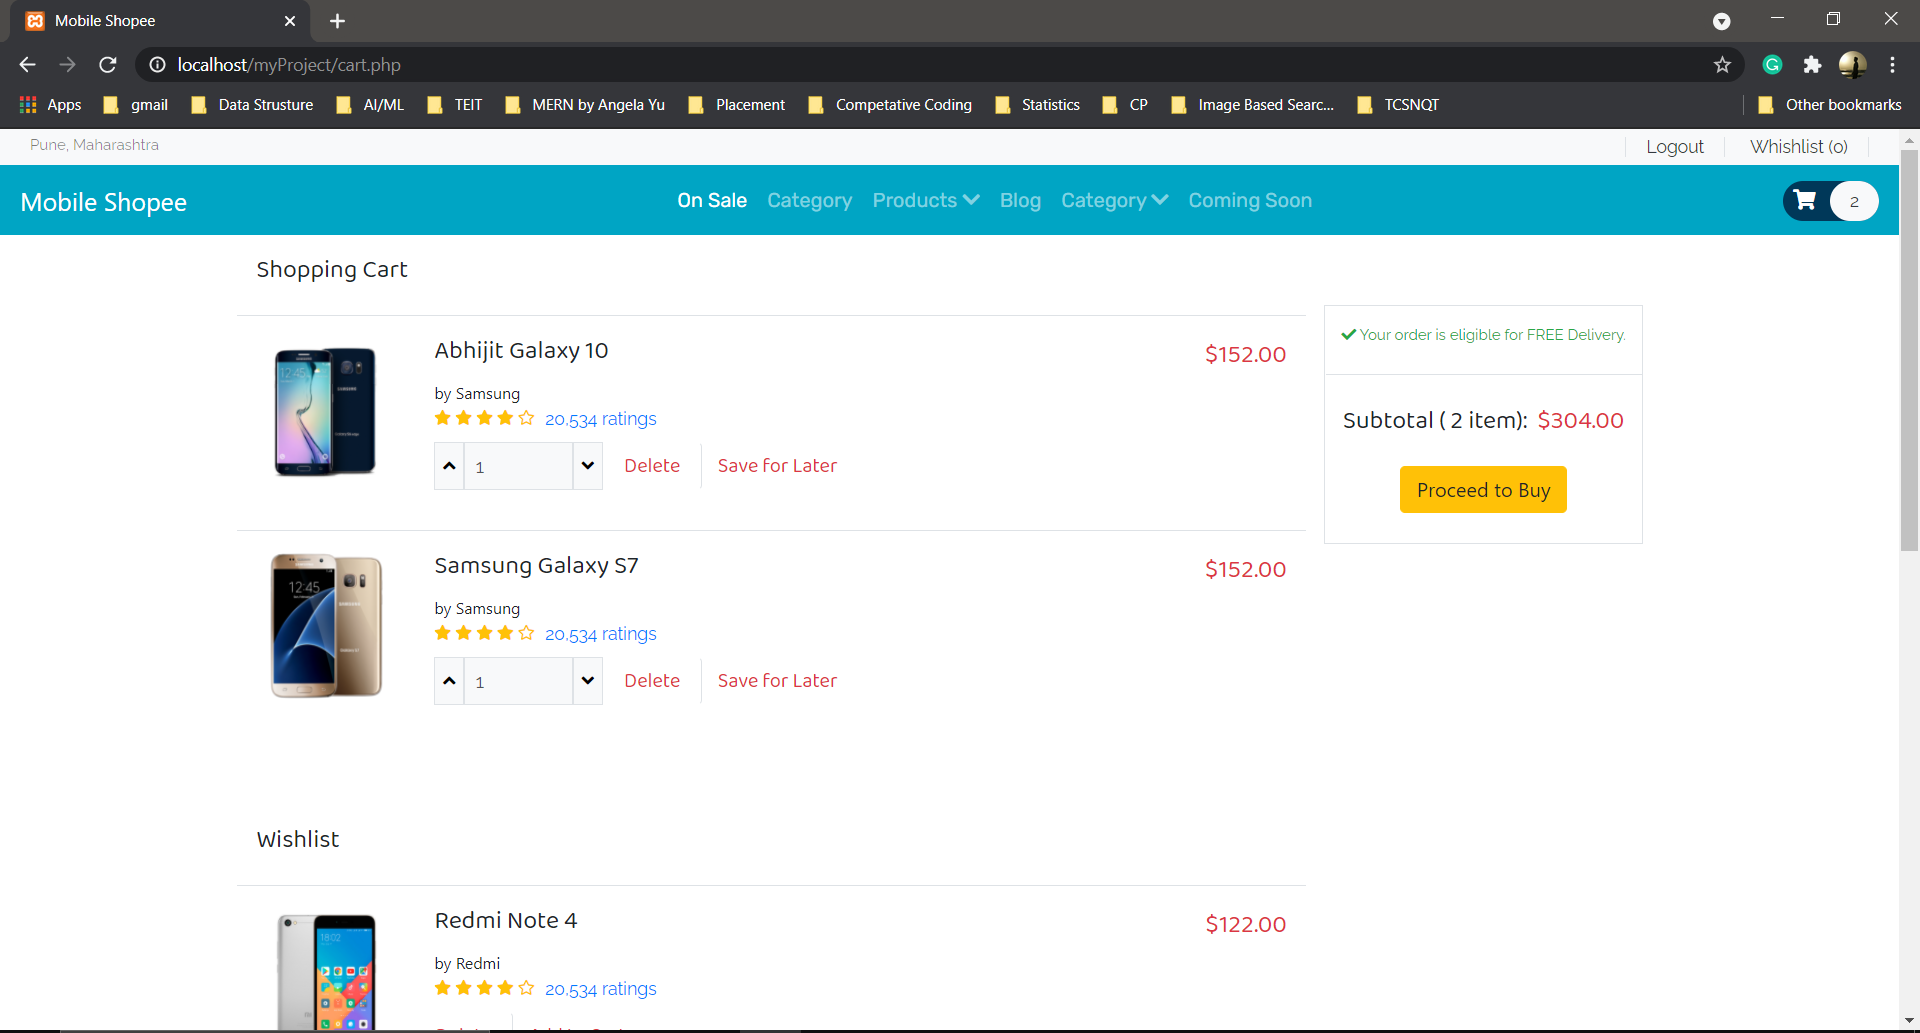 Mobile Shopee
localhost/myProject/cart.php
Apps gmail Data Strusture AI/ML TEIT MERN by Angela Yu Placement Competative Coding Statistics CP Image Based Searc... TCSNQT Other bookmarks
Pune, Maharashtra Logout Whishlist (0)
Mobile Shopee On Sale Category Products Blog Category Coming Soon 2
Shopping Cart
Abhijit Galaxy 10 $152.00
by Samsung
20,534 ratings
1 Delete Save for Later
Your order is eligible for FREE Delivery.
Subtotal ( 2 item): $304.00
Proceed to Buy
Samsung Galaxy S7 $152.00
by Samsung
20,534 ratings
1 Delete Save for Later
Wishlist
Redmi Note 4 $122.00
by Redmi
20,534 ratings